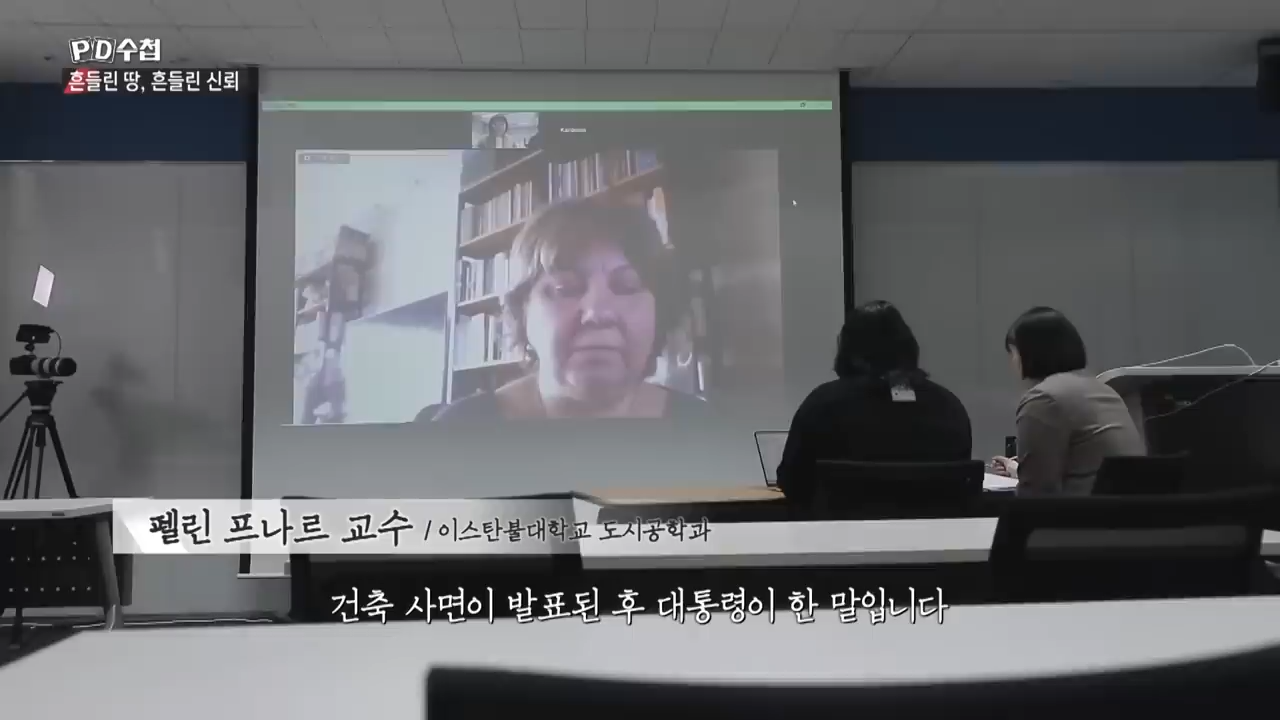 PD수첩
흔들린 땅, 흔들린 신뢰
펠린 프나르 교수 / 이스탄불대학교 도시공학과
건축 사면이 발표된 후 대통령이 한 말입니다